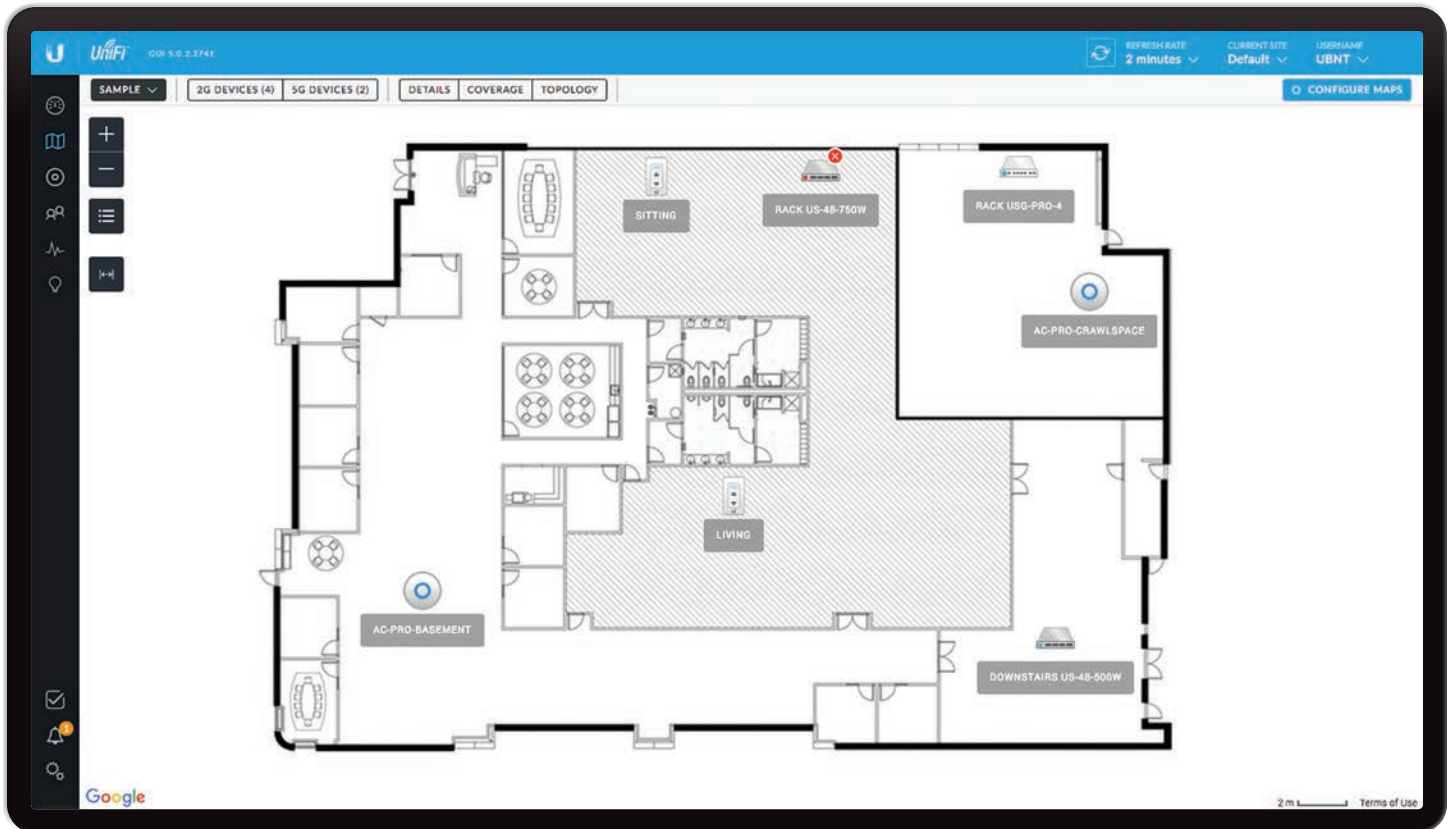 UniFi GUI 5.0.2.2741
REFRESH RATE
2 minutes
CURRENT SITE
Default
USERNAME
UBNT
SAMPLE
2G DEVICES (4)
5G DEVICES (2)
DETAILS
COVERAGE
TOPOLOGY
CONFIGURE MAPS
SITTING
RACK US-48-750W
RACK USG-PRO-4
AC-PRO-CRAWLSPACE
LIVING
AC-PRO-BASEMENT
DOWNSTAIRS US-48-500W
1
Google
2 m
Terms of Use